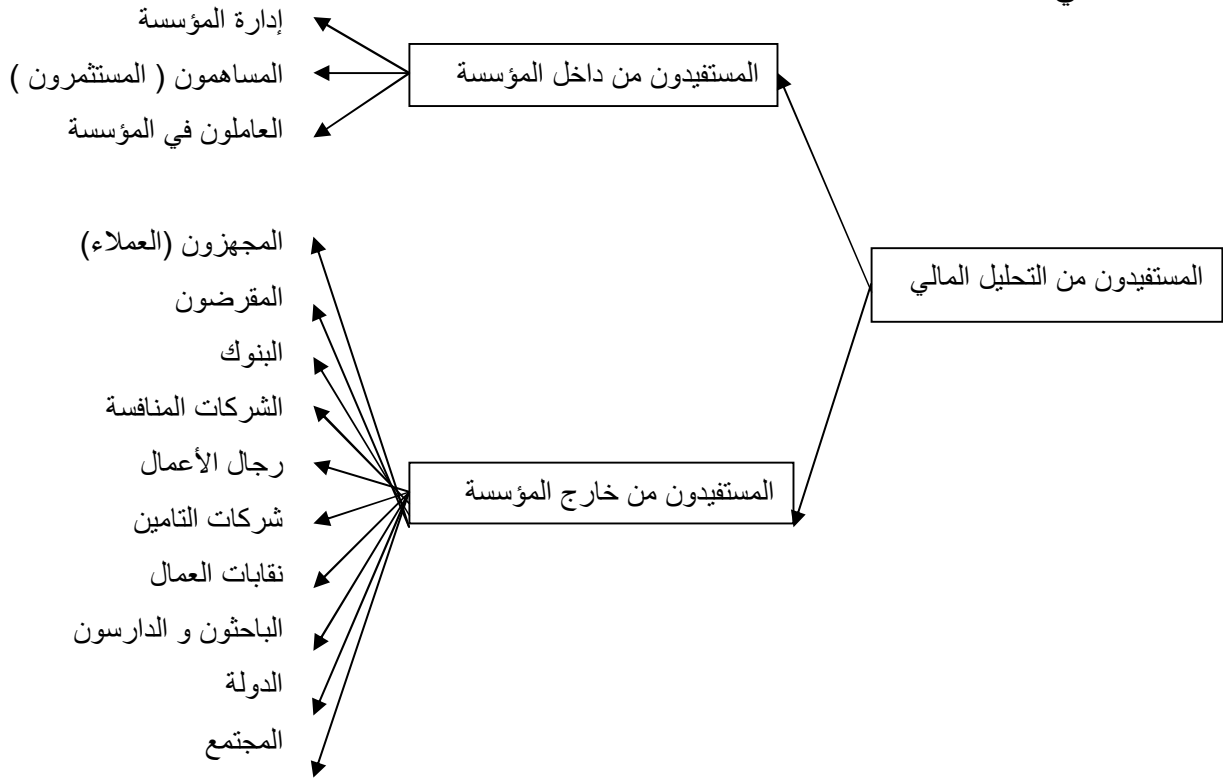 إدارة المؤسسة
المستفيدون من داخل المؤسسة
المساهمون ( المستثمرون )
العاملون في المؤسسة
المجهزون (العملاء)
المستفيدون من التحليل المالي
المقرضون
البنوك
الشركات المنافسة
رجال الأعمال
المستفيدون من خارج المؤسسة
شركات التامين
نقابات العمال
الباحثون و الدارسون
الدولة
المجتمع